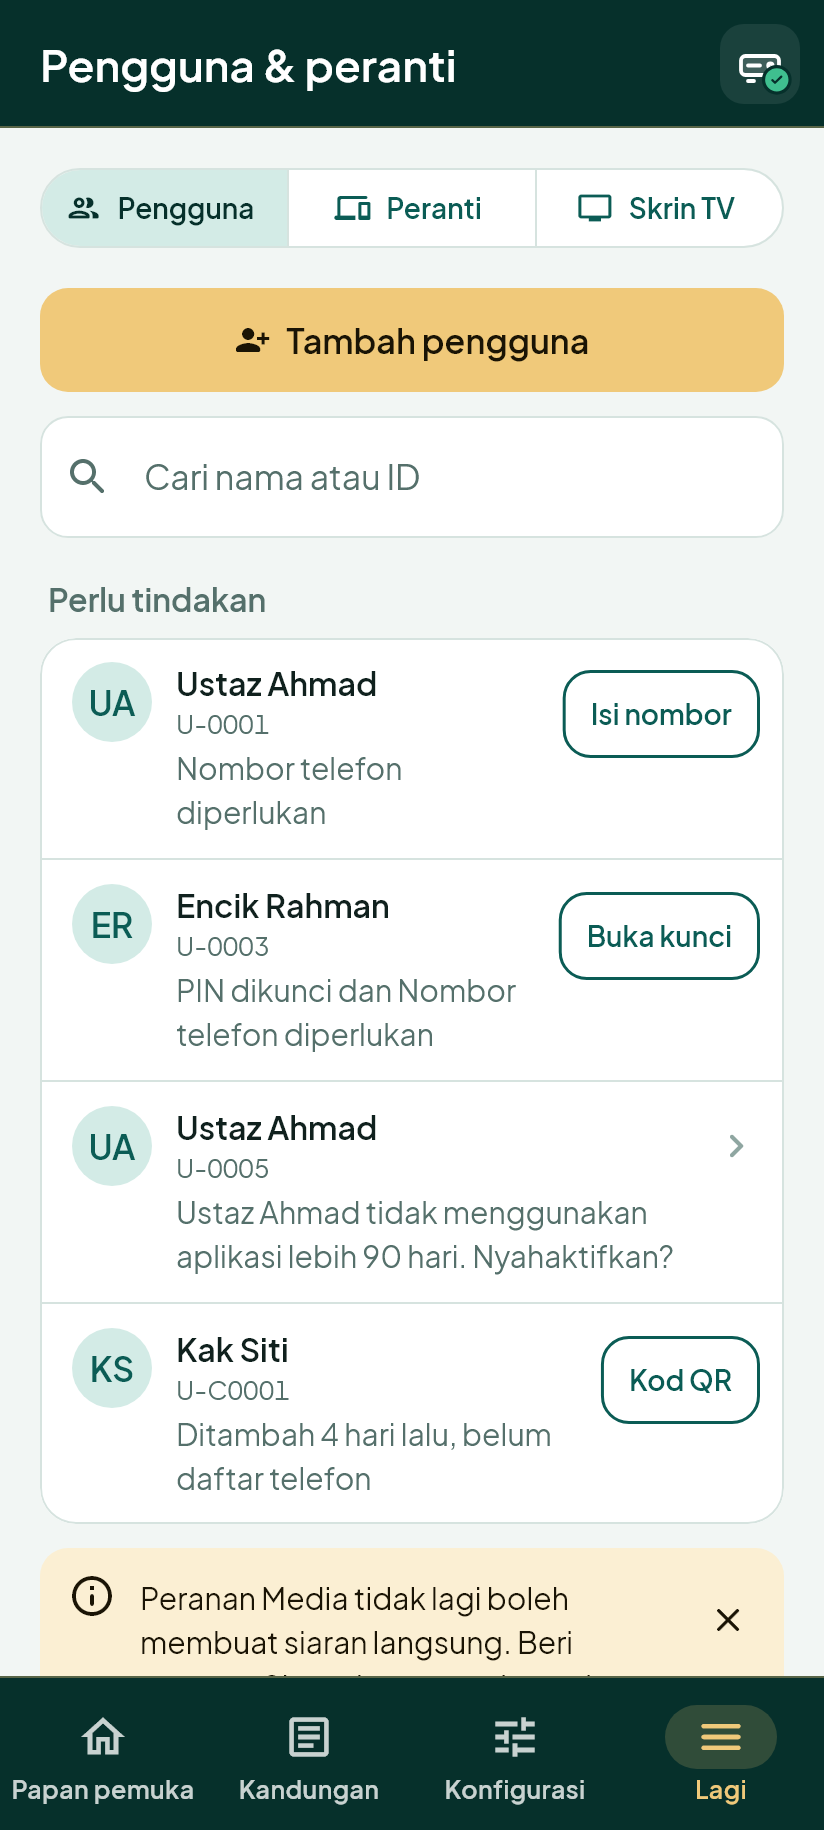 Pengguna & peranti
Pengguna
Peranti
Skrin TV
Tambah pengguna
Cari nama atau ID
Perlu tindakan
UA
Ustaz Ahmad
U-0001
Nombor telefon
diperlukan
Isi nombor
ER
Encik Rahman
U-0003
PIN dikunci dan Nombor
telefon diperlukan
Buka kunci
UA
Ustaz Ahmad
U-0005
Ustaz Ahmad tidak menggunakan
aplikasi lebih 90 hari. Nyahaktifkan?
KS
Kak Siti
U-C0001
Ditambah 4 hari lalu, belum
daftar telefon
Kod QR
Peranan Media tidak lagi boleh
membuat siaran langsung. Beri
Papan pemuka
Kandungan
Konfigurasi
Lagi